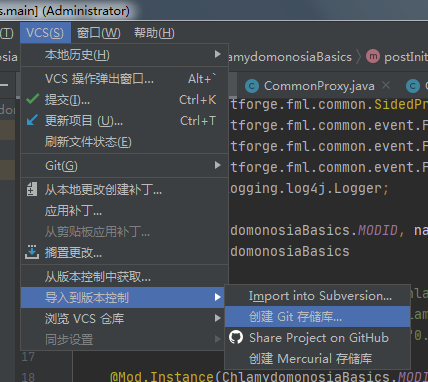 s.main] (Administrator)
(T) VCS(S) 窗口(W) 帮助(H)
本地历史(H)
osia
lamydomonosiaBasics
m postInit
VCS 操作弹出窗口... Alt+`
C CommonProxy.java
提交(I)... Ctrl+K
tforge.fml.common.SidedPr
更新项目 (U)... Ctrl+T
tforge.fml.common.event.F
刷新文件状态(E)
tforge.fml.common.event.F
Git(G)
tforge.fml.common.event.F
从本地更改创建补丁...
ogging.log4j.Logger;
应用补丁...
从剪贴板应用补丁...
domonosiaBasics.MODID, na
搁置更改...
domonosiaBasics
从版本控制中获取...
导入到版本控制
Import into Subversion...
浏览 VCS 仓库
创建 Git 存储库...
同步设置
Share Project on GitHub
17
创建 Mercurial 存储库
18 @Mod.Instance(ChlamydomonosiaBasics.MODI